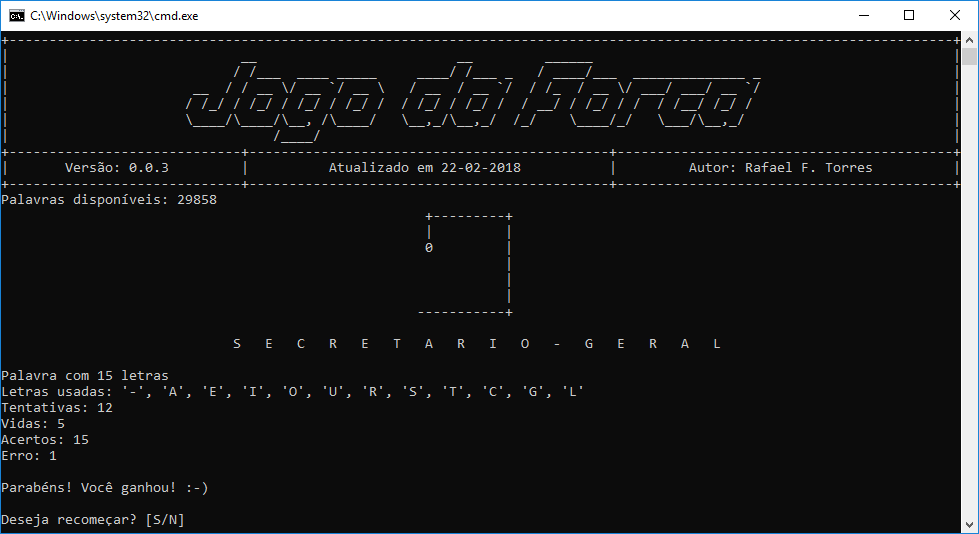 C:\Windows\system32\cmd.exe
Jogo da Forca
Versão: 0.0.3 | Atualizado em 22-02-2018 | Autor: Rafael F. Torres
Palavras disponíveis: 29858
0
S E C R E T A R I O - G E R A L
Palavra com 15 letras
Letras usadas: '-', 'A', 'E', 'I', 'O', 'U', 'R', 'S', 'T', 'C', 'G', 'L'
Tentativas: 12
Vidas: 5
Acertos: 15
Erro: 1
Parabéns! Você ganhou! :-)
Deseja recomeçar? [S/N]